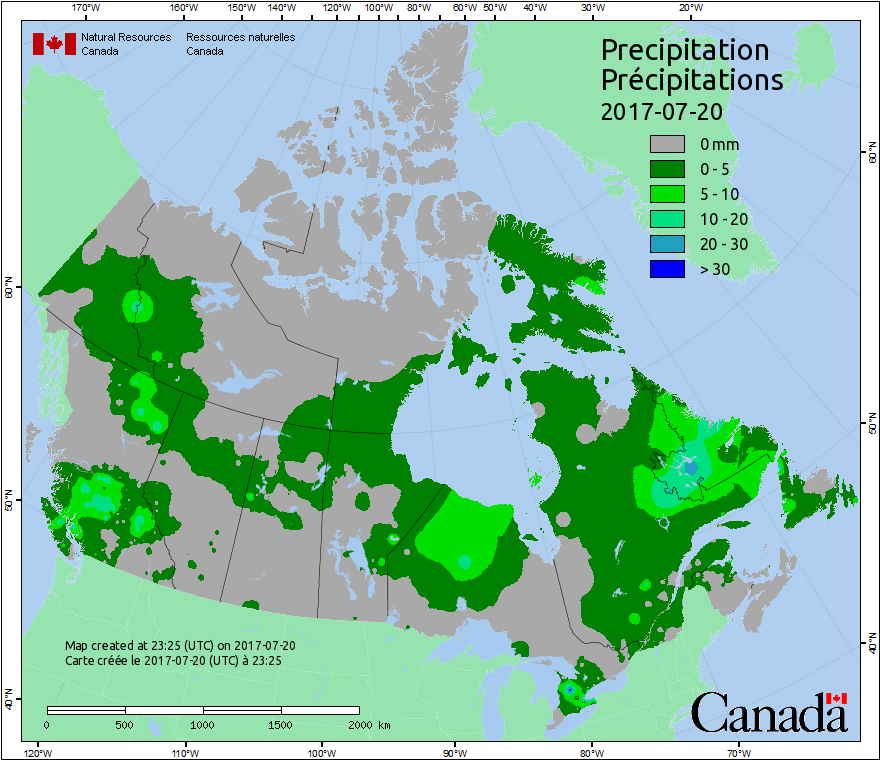 170°W 160°W 150°W 140°W 130°W 120°W 110°W 100°W 90°W 80°W 60°W 50°W 40°W 30°W 20°W
Natural Resources Ressources naturelles
Canada Canada
Precipitation
Précipitations
2017-07-20
0 mm
0 - 5
5 - 10
10 - 20
20 - 30
> 30
60°N
60°N
50°N
50°N
40°N
40°N
Map created at 23:25 (UTC) on 2017-07-20
Carte créée le 2017-07-20 (UTC) à 23:25
0 500 1000 1500 2000 km
Canada
120°W 110°W 100°W 90°W 80°W 70°W